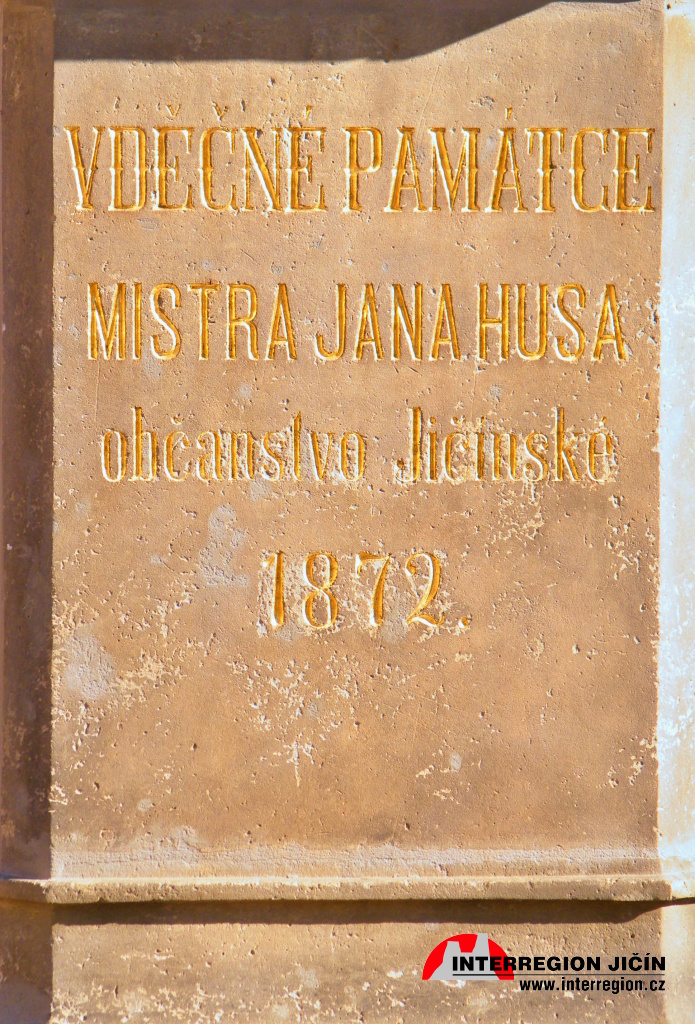 VDĚČNÉ PAMÁTCE
MISTRA JANA HUSA
občanstvo Jičínské
1872.
INTERREGION JIČÍN
www.interregion.cz